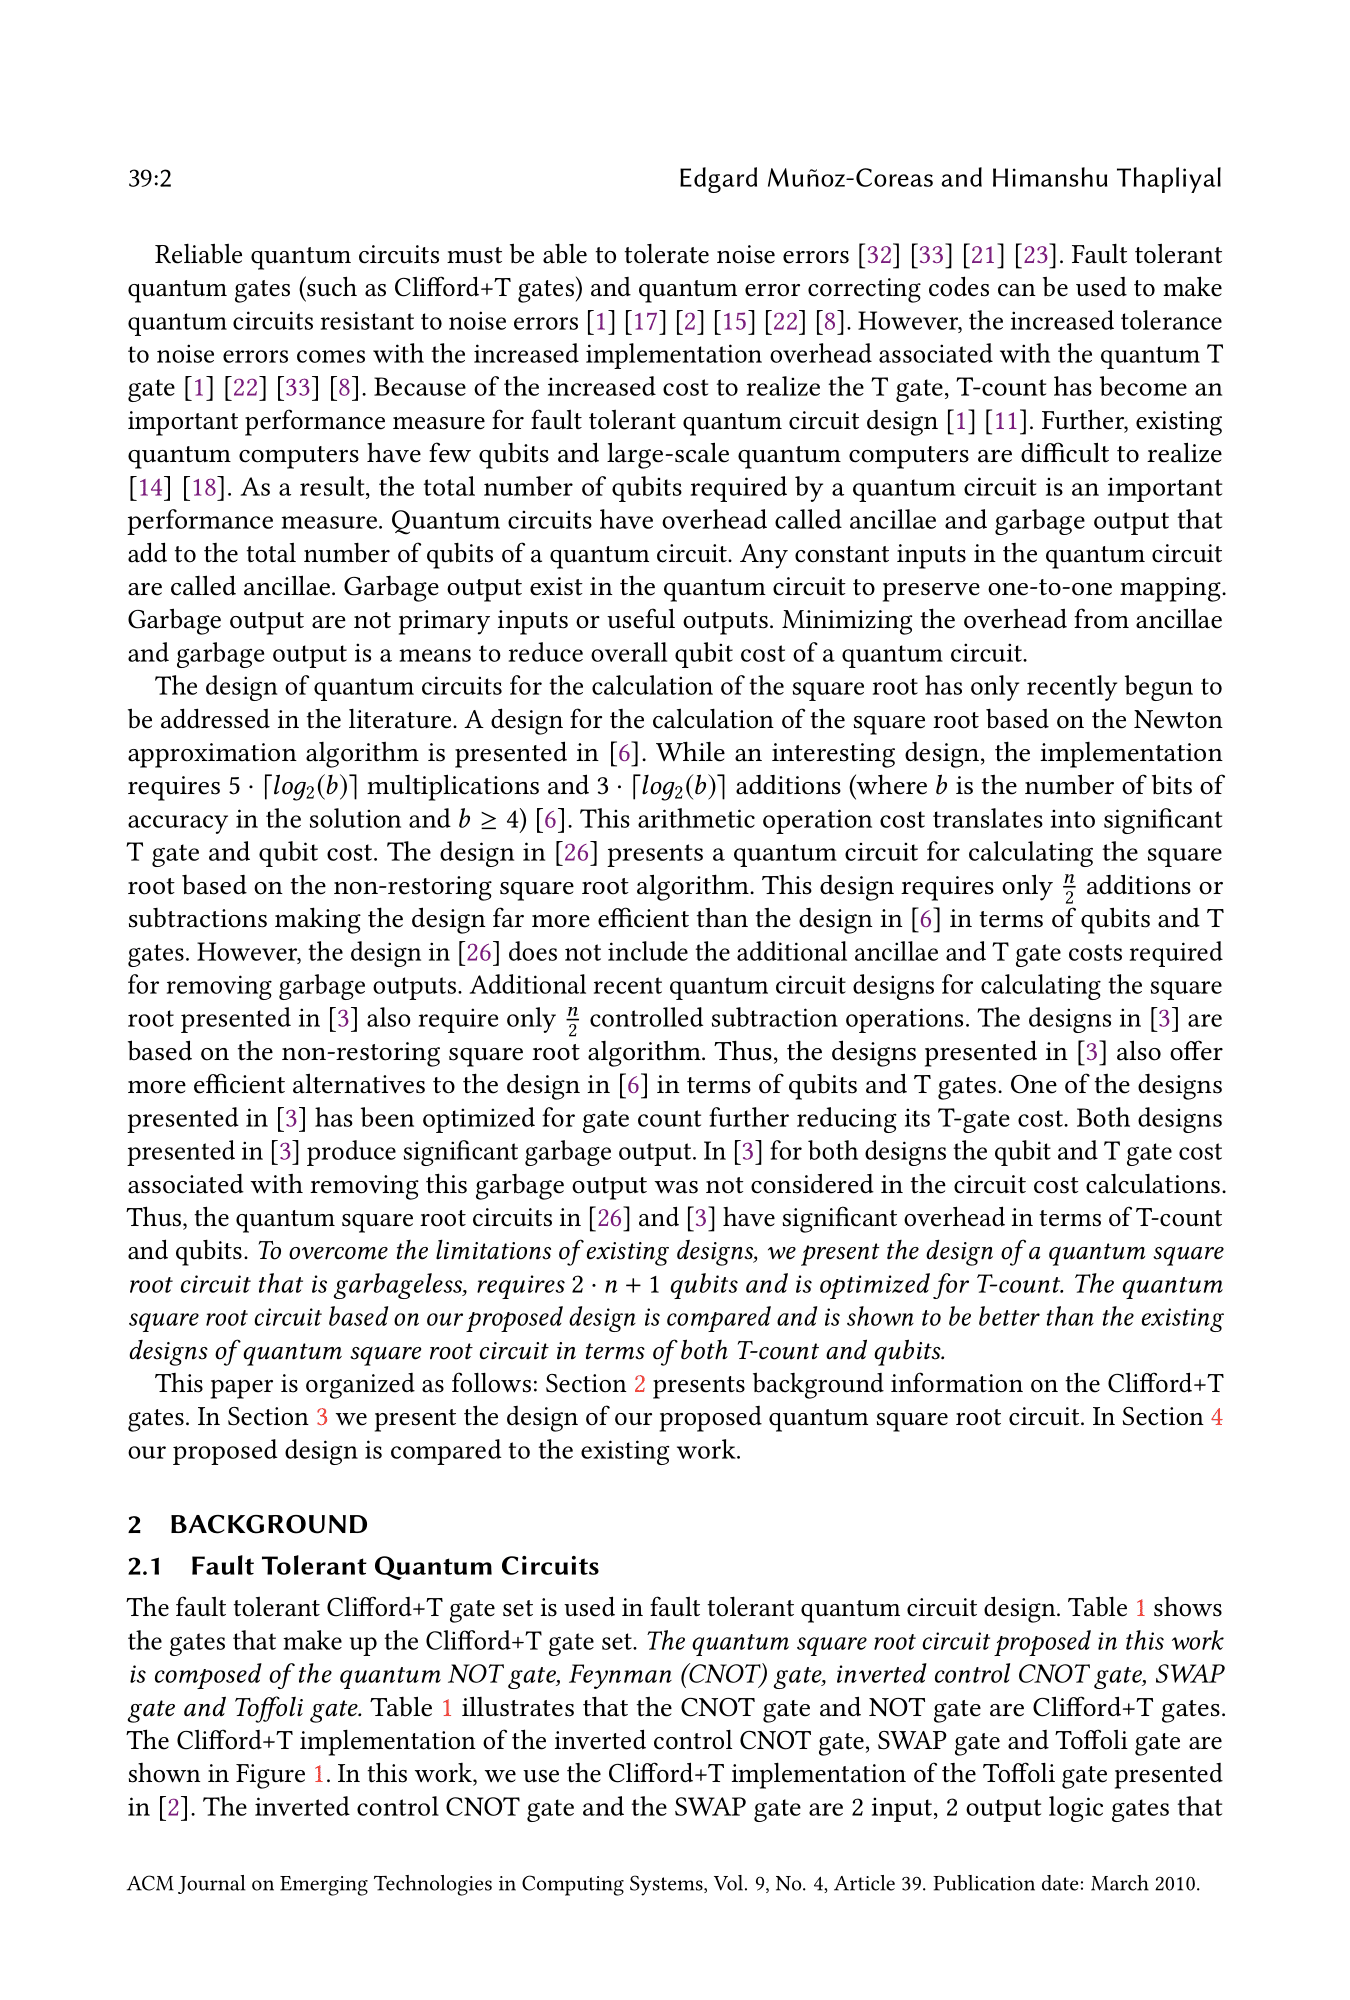 39:2 Edgard Muñoz-Coreas and Himanshu Thapliyal
Reliable quantum circuits must be able to tolerate noise errors [32] [33] [21] [23]. Fault tolerant
quantum gates (such as Clifford+T gates) and quantum error correcting codes can be used to make
quantum circuits resistant to noise errors [1] [17] [2] [15] [22] [8]. However, the increased tolerance
to noise errors comes with the increased implementation overhead associated with the quantum T
gate [1] [22] [33] [8]. Because of the increased cost to realize the T gate, T-count has become an
important performance measure for fault tolerant quantum circuit design [1] [11]. Further, existing
quantum computers have few qubits and large-scale quantum computers are difficult to realize
[14] [18]. As a result, the total number of qubits required by a quantum circuit is an important
performance measure. Quantum circuits have overhead called ancillae and garbage output that
add to the total number of qubits of a quantum circuit. Any constant inputs in the quantum circuit
are called ancillae. Garbage output exist in the quantum circuit to preserve one-to-one mapping.
Garbage output are not primary inputs or useful outputs. Minimizing the overhead from ancillae
and garbage output is a means to reduce overall qubit cost of a quantum circuit.
The design of quantum circuits for the calculation of the square root has only recently begun to
be addressed in the literature. A design for the calculation of the square root based on the Newton
approximation algorithm is presented in [6]. While an interesting design, the implementation
requires 5 · ⌈log₂(b)⌉ multiplications and 3 · ⌈log₂(b)⌉ additions (where b is the number of bits of
accuracy in the solution and b ≥ 4) [6]. This arithmetic operation cost translates into significant
T gate and qubit cost. The design in [26] presents a quantum circuit for calculating the square
root based on the non-restoring square root algorithm. This design requires only n/2 additions or
subtractions making the design far more efficient than the design in [6] in terms of qubits and T
gates. However, the design in [26] does not include the additional ancillae and T gate costs required
for removing garbage outputs. Additional recent quantum circuit designs for calculating the square
root presented in [3] also require only n/2 controlled subtraction operations. The designs in [3] are
based on the non-restoring square root algorithm. Thus, the designs presented in [3] also offer
more efficient alternatives to the design in [6] in terms of qubits and T gates. One of the designs
presented in [3] has been optimized for gate count further reducing its T-gate cost. Both designs
presented in [3] produce significant garbage output. In [3] for both designs the qubit and T gate cost
associated with removing this garbage output was not considered in the circuit cost calculations.
Thus, the quantum square root circuits in [26] and [3] have significant overhead in terms of T-count
and qubits. To overcome the limitations of existing designs, we present the design of a quantum square
root circuit that is garbageless, requires 2 · n + 1 qubits and is optimized for T-count. The quantum
square root circuit based on our proposed design is compared and is shown to be better than the existing
designs of quantum square root circuit in terms of both T-count and qubits.
This paper is organized as follows: Section 2 presents background information on the Clifford+T
gates. In Section 3 we present the design of our proposed quantum square root circuit. In Section 4
our proposed design is compared to the existing work.
2 BACKGROUND
2.1 Fault Tolerant Quantum Circuits
The fault tolerant Clifford+T gate set is used in fault tolerant quantum circuit design. Table 1 shows
the gates that make up the Clifford+T gate set. The quantum square root circuit proposed in this work
is composed of the quantum NOT gate, Feynman (CNOT) gate, inverted control CNOT gate, SWAP
gate and Toffoli gate. Table 1 illustrates that the CNOT gate and NOT gate are Clifford+T gates.
The Clifford+T implementation of the inverted control CNOT gate, SWAP gate and Toffoli gate are
shown in Figure 1. In this work, we use the Clifford+T implementation of the Toffoli gate presented
in [2]. The inverted control CNOT gate and the SWAP gate are 2 input, 2 output logic gates that
ACM Journal on Emerging Technologies in Computing Systems, Vol. 9, No. 4, Article 39. Publication date: March 2010.